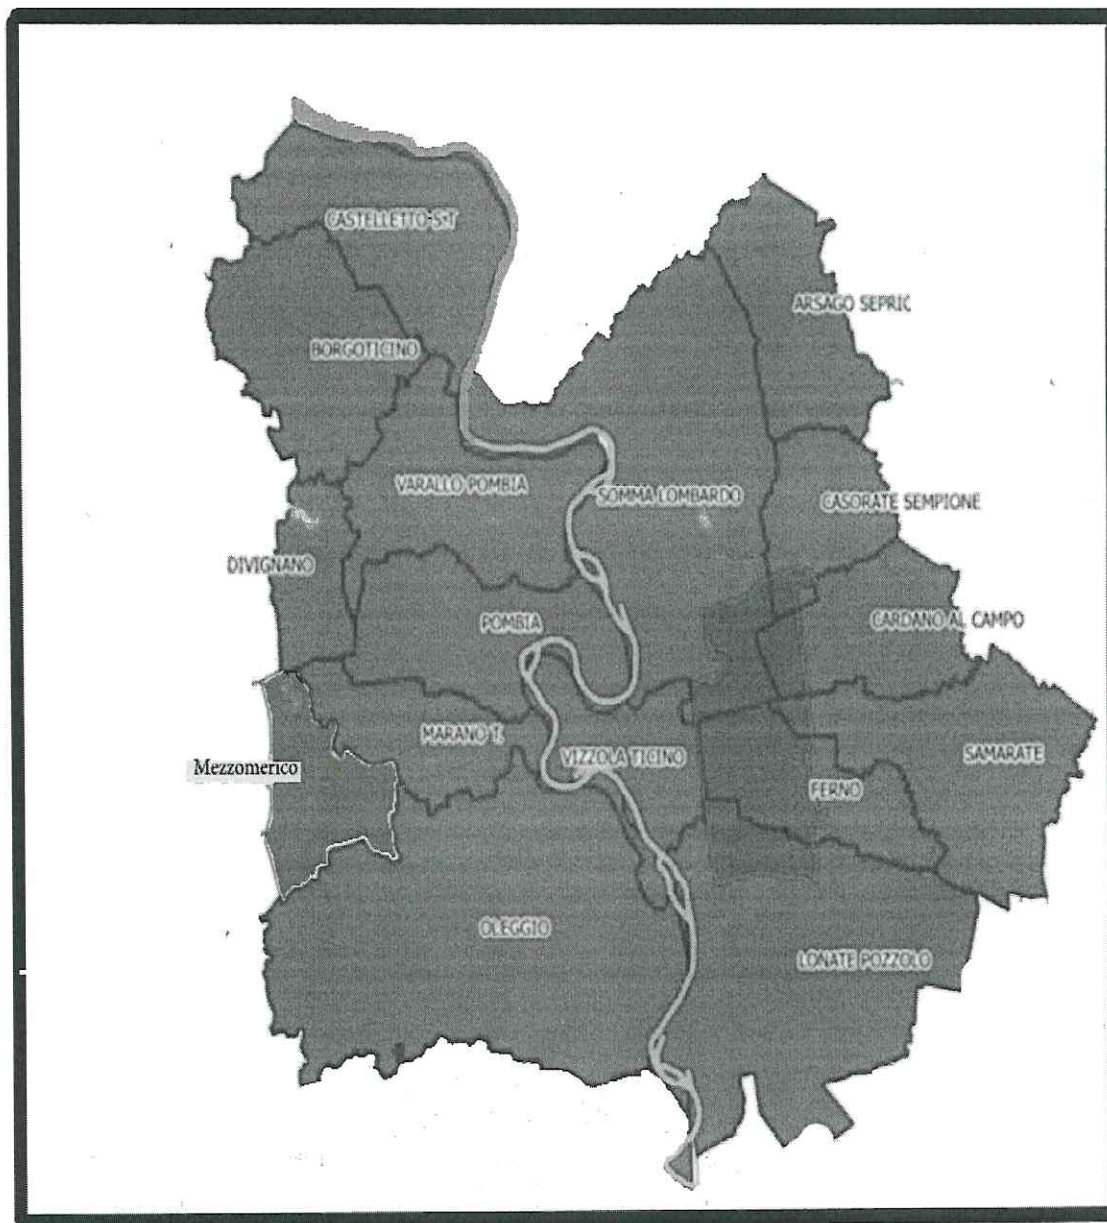 CASTELLETTO S.T
ARSAGO SEPRIC
BORGOTICINO
VARALLO POMBIA
SOMMA LOMBARDO
CASORATE SEMPIONE
DIVIGNANO
POMBIA
CARDANO AL CAMPO
MARANO T.
VIZZOLA TICINO
SAMARATE
Mezzomerico
FERNO
OLEGGIO
LONATE POZZOLO